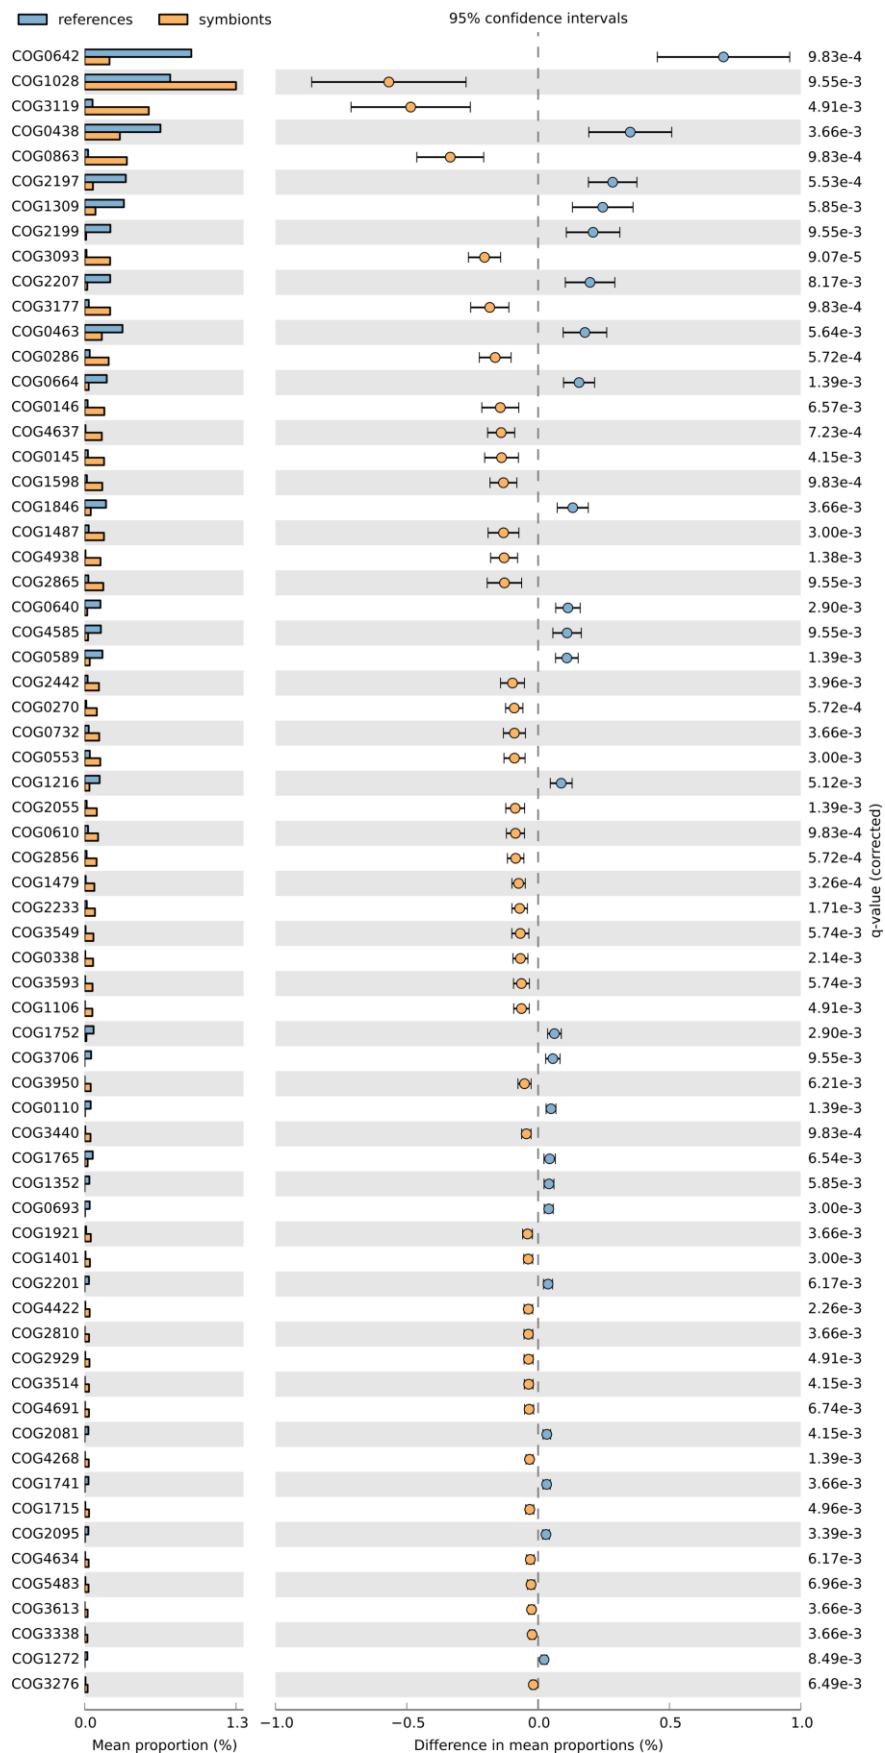 references symbionts 95% confidence intervals
COG0642 9.83e-4
COG1028 9.55e-3
COG3119 4.91e-3
COG0438 3.66e-3
COG0863 9.83e-4
COG2197 5.53e-4
COG1309 5.85e-3
COG2199 9.55e-3
COG3093 9.07e-5
COG2207 8.17e-3
COG3177 9.83e-4
COG0463 5.64e-3
COG0286 5.72e-4
COG0664 1.39e-3
COG0146 6.57e-3
COG4637 7.23e-4
COG0145 4.15e-3
COG1598 9.83e-4
COG1846 3.66e-3
COG1487 3.00e-3
COG4938 1.38e-3
COG2865 9.55e-3
COG0640 2.90e-3
COG4585 9.55e-3
COG0589 1.39e-3
COG2442 3.96e-3
COG0270 5.72e-4
COG0732 3.66e-3
COG0553 3.00e-3
COG1216 5.12e-3
COG2055 1.39e-3
COG0610 9.83e-4
COG2856 5.72e-4
COG1479 3.26e-4
COG2233 1.71e-3
COG3549 5.74e-3
COG0338 2.14e-3
COG3593 5.74e-3
COG1106 4.91e-3
COG1752 2.90e-3
COG3706 9.55e-3
COG3950 6.21e-3
COG0110 1.39e-3
COG3440 9.83e-4
COG1765 6.54e-3
COG1352 5.85e-3
COG0693 3.00e-3
COG1921 3.66e-3
COG1401 3.00e-3
COG2201 6.17e-3
COG4422 2.26e-3
COG2810 3.66e-3
COG2929 4.91e-3
COG3514 4.15e-3
COG4691 6.74e-3
COG2081 4.15e-3
COG4268 1.39e-3
COG1741 3.66e-3
COG1715 4.96e-3
COG2095 3.39e-3
COG4634 6.17e-3
COG5483 6.96e-3
COG3613 3.66e-3
COG3338 3.66e-3
COG1272 8.49e-3
COG3276 6.49e-3
q-value (corrected)
0.0 1.3 −1.0 −0.5 0.0 0.5 1.0
Mean proportion (%) Difference in mean proportions (%)